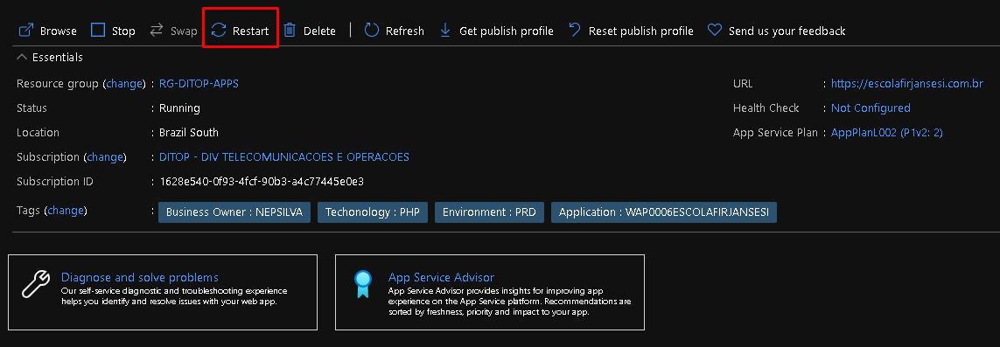 Browse Stop Swap Restart Delete Refresh Get publish profile Reset publish profile Send us your feedback
Essentials
Resource group (change) : RG-DITOP-APPS
URL : https://escolafirjansesi.com.br
Status : Running
Health Check : Not Configured
Location : Brazil South
App Service Plan : AppPlanL002 (P1v2: 2)
Subscription (change) : DITOP - DIV TELECOMUNICACOES E OPERACOES
Subscription ID : 1628e540-0f93-4fcf-90b3-a4c77445e0e3
Tags (change) : Business Owner : NEPSILVA Techonology : PHP Environment : PRD Application : WAP0006ESCOLAFIRJANSESI
Diagnose and solve problems
Our self-service diagnostic and troubleshooting experience
helps you identify and resolve issues with your web app.
App Service Advisor
App Service Advisor provides insights for improving app
experience on the App Service platform. Recommendations are
sorted by freshness, priority and impact to your app.